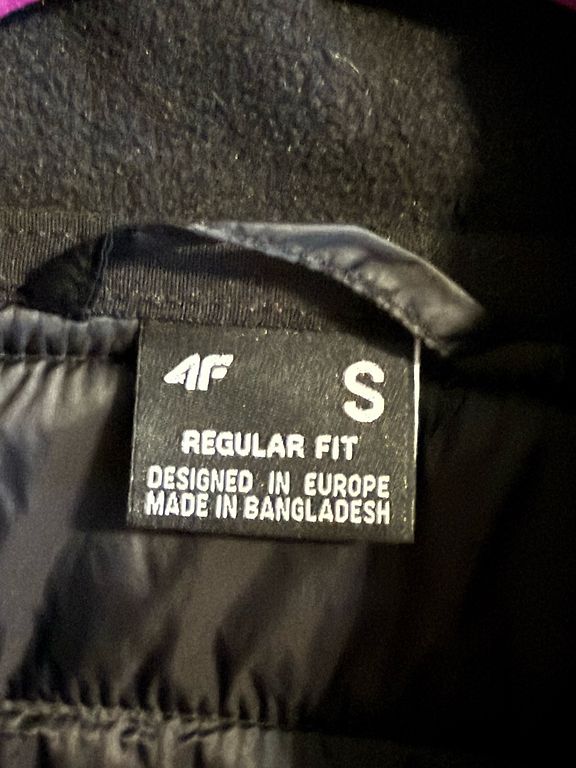 4F
S
REGULAR FIT
DESIGNED IN EUROPE
MADE IN BANGLADESH